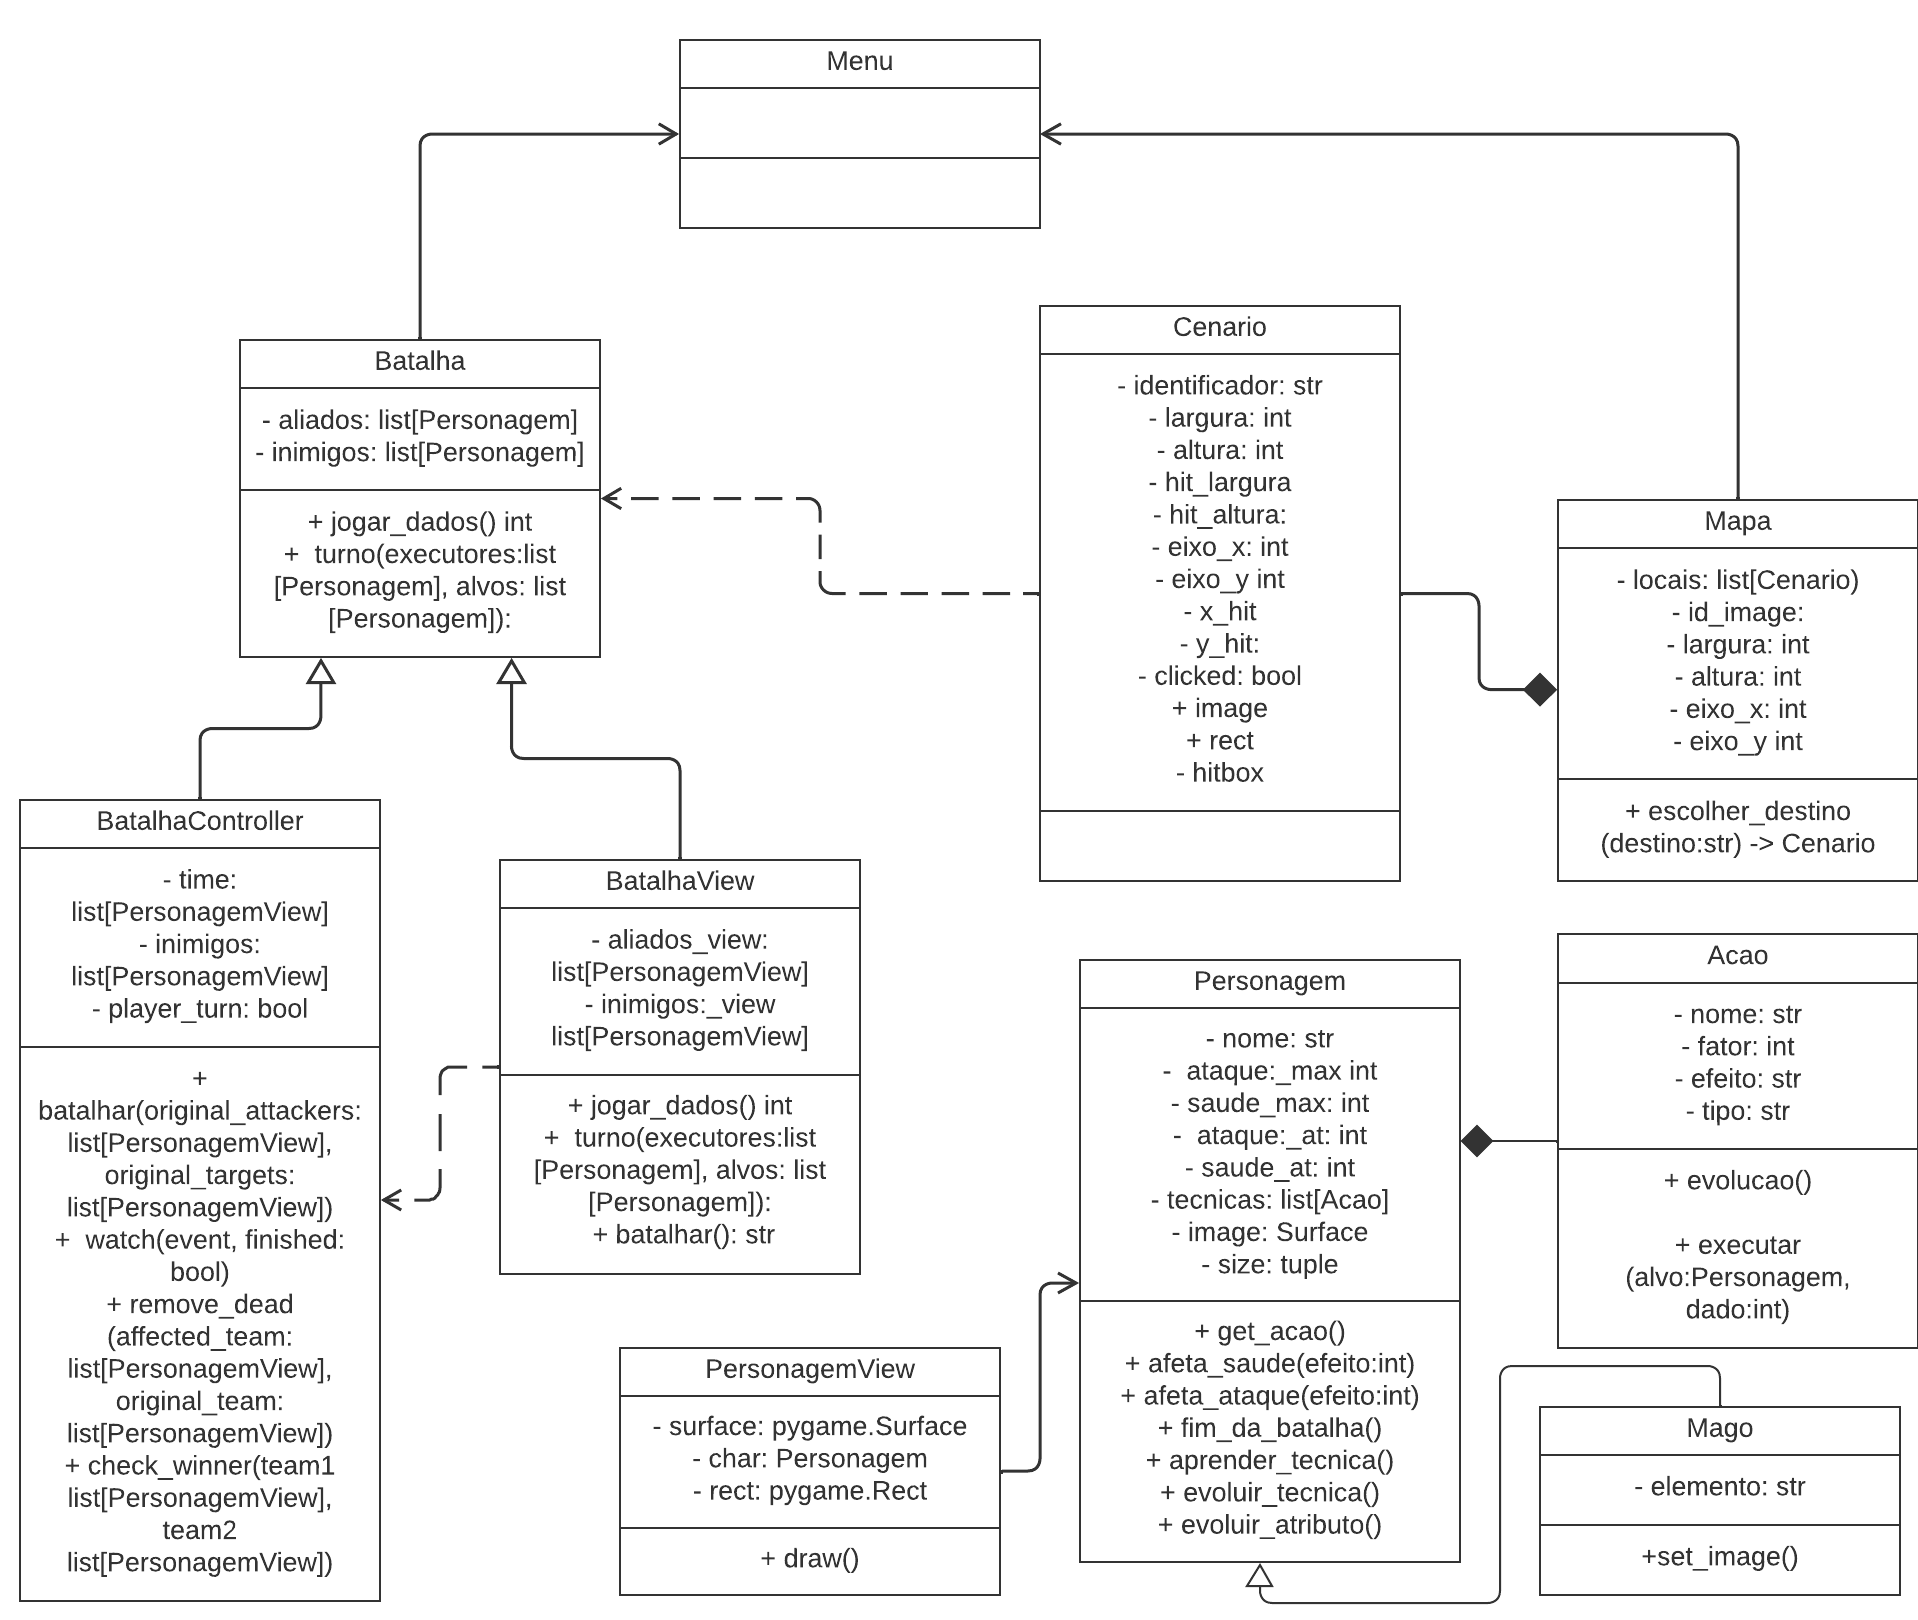 Menu
Batalha
- aliados: list[Personagem]
- inimigos: list[Personagem]
+ jogar_dados() int
+  turno(executores:list
[Personagem], alvos: list
[Personagem]):
Cenario
- identificador: str
- largura: int
- altura: int
- hit_largura
- hit_altura:
- eixo_x: int
- eixo_y int
- x_hit
- y_hit:
- clicked: bool
+ image
+ rect
- hitbox
Mapa
- locais: list[Cenario)
- id_image:
- largura: int
- altura: int
- eixo_x: int
- eixo_y int
+ escolher_destino
(destino:str) -> Cenario
BatalhaController
- time:
list[PersonagemView]
- inimigos:
list[PersonagemView]
- player_turn: bool
+
batalhar(original_attackers:
list[PersonagemView],
original_targets:
list[PersonagemView])
+  watch(event, finished:
bool)
+ remove_dead
(affected_team:
list[PersonagemView],
original_team:
list[PersonagemView])
+ check_winner(team1
list[PersonagemView],
team2
list[PersonagemView])
BatalhaView
- aliados_view:
list[PersonagemView]
- inimigos:_view
list[PersonagemView]
+ jogar_dados() int
+  turno(executores:list
[Personagem], alvos: list
[Personagem]):
+ batalhar(): str
Personagem
- nome: str
-  ataque:_max int
- saude_max: int
-  ataque:_at: int
- saude_at: int
- tecnicas: list[Acao]
- image: Surface
- size: tuple
+ get_acao()
+ afeta_saude(efeito:int)
+ afeta_ataque(efeito:int)
+ fim_da_batalha()
+ aprender_tecnica()
+ evoluir_tecnica()
+ evoluir_atributo()
Acao
- nome: str
- fator: int
- efeito: str
- tipo: str
+ evolucao()
+ executar
(alvo:Personagem,
dado:int)
PersonagemView
- surface: pygame.Surface
- char: Personagem
- rect: pygame.Rect
+ draw()
Mago
- elemento: str
+set_image()